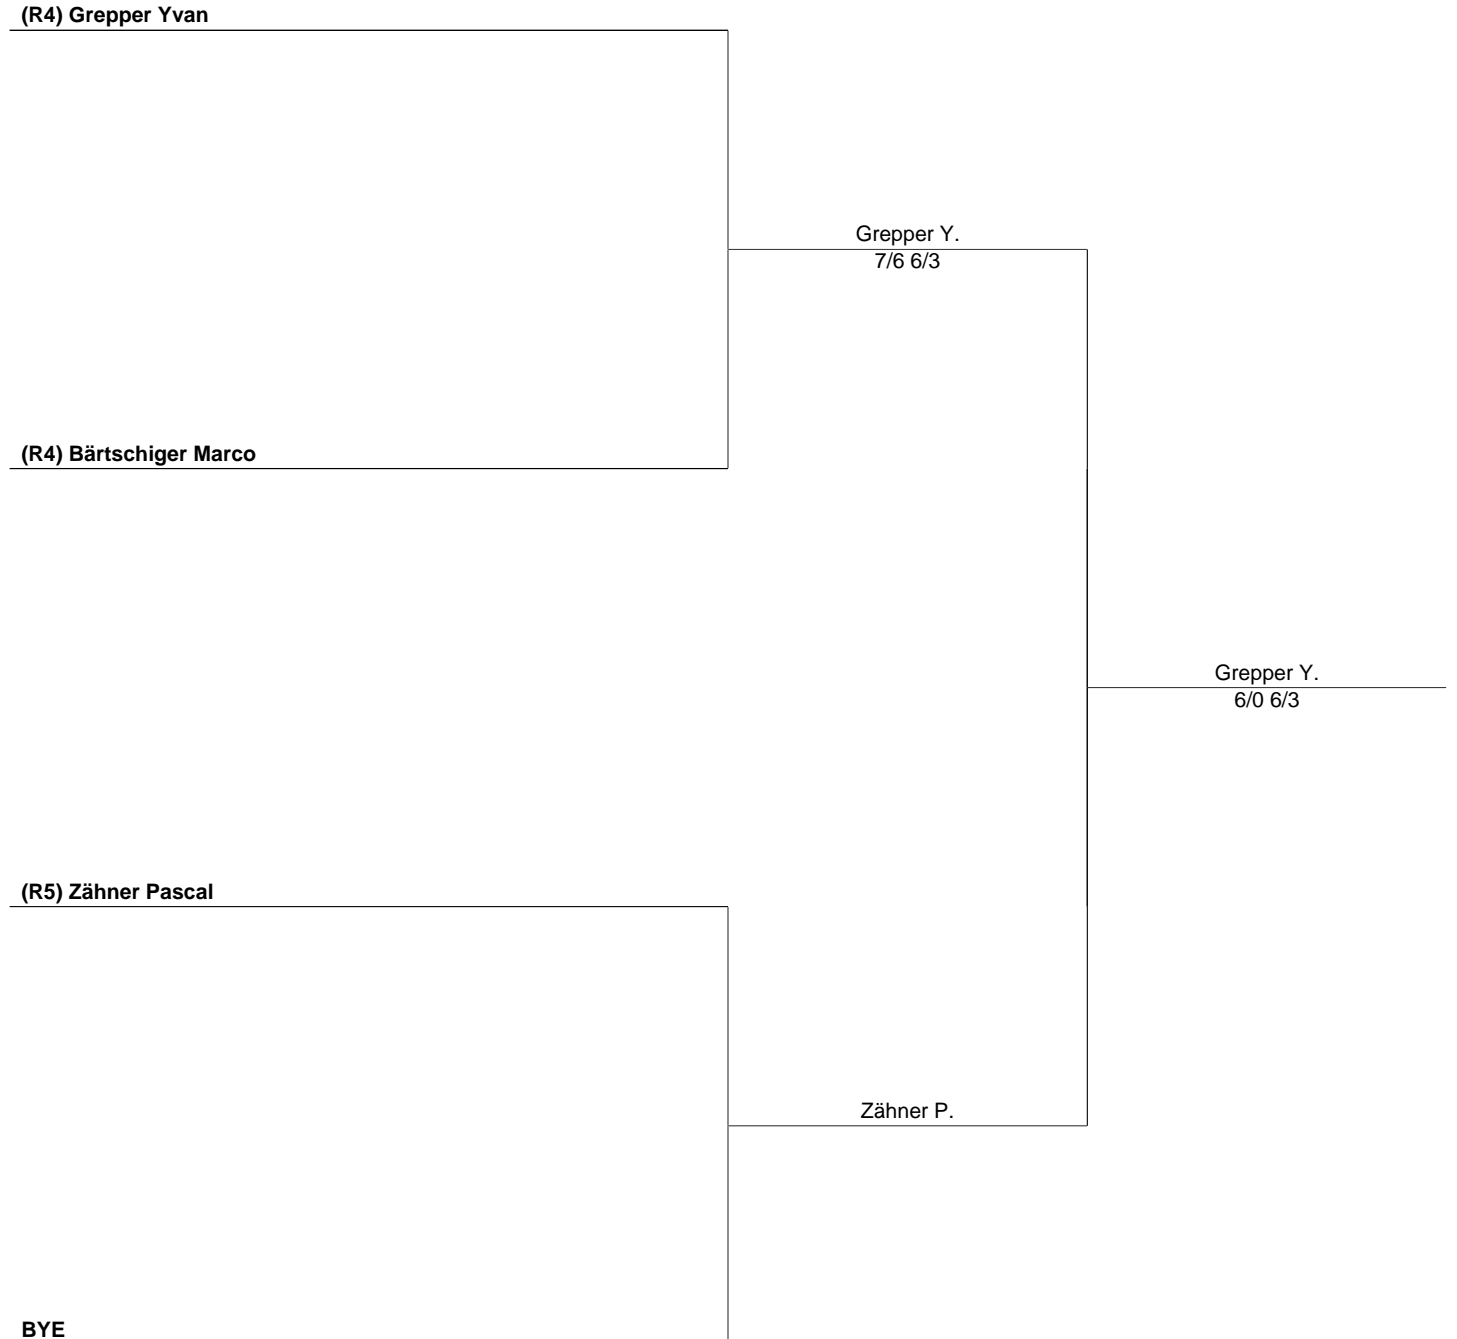 (R4) Grepper Yvan
Grepper Y.
7/6 6/3
(R4) Bärtschiger Marco
Grepper Y.
6/0 6/3
(R5) Zähner Pascal
Zähner P.
BYE